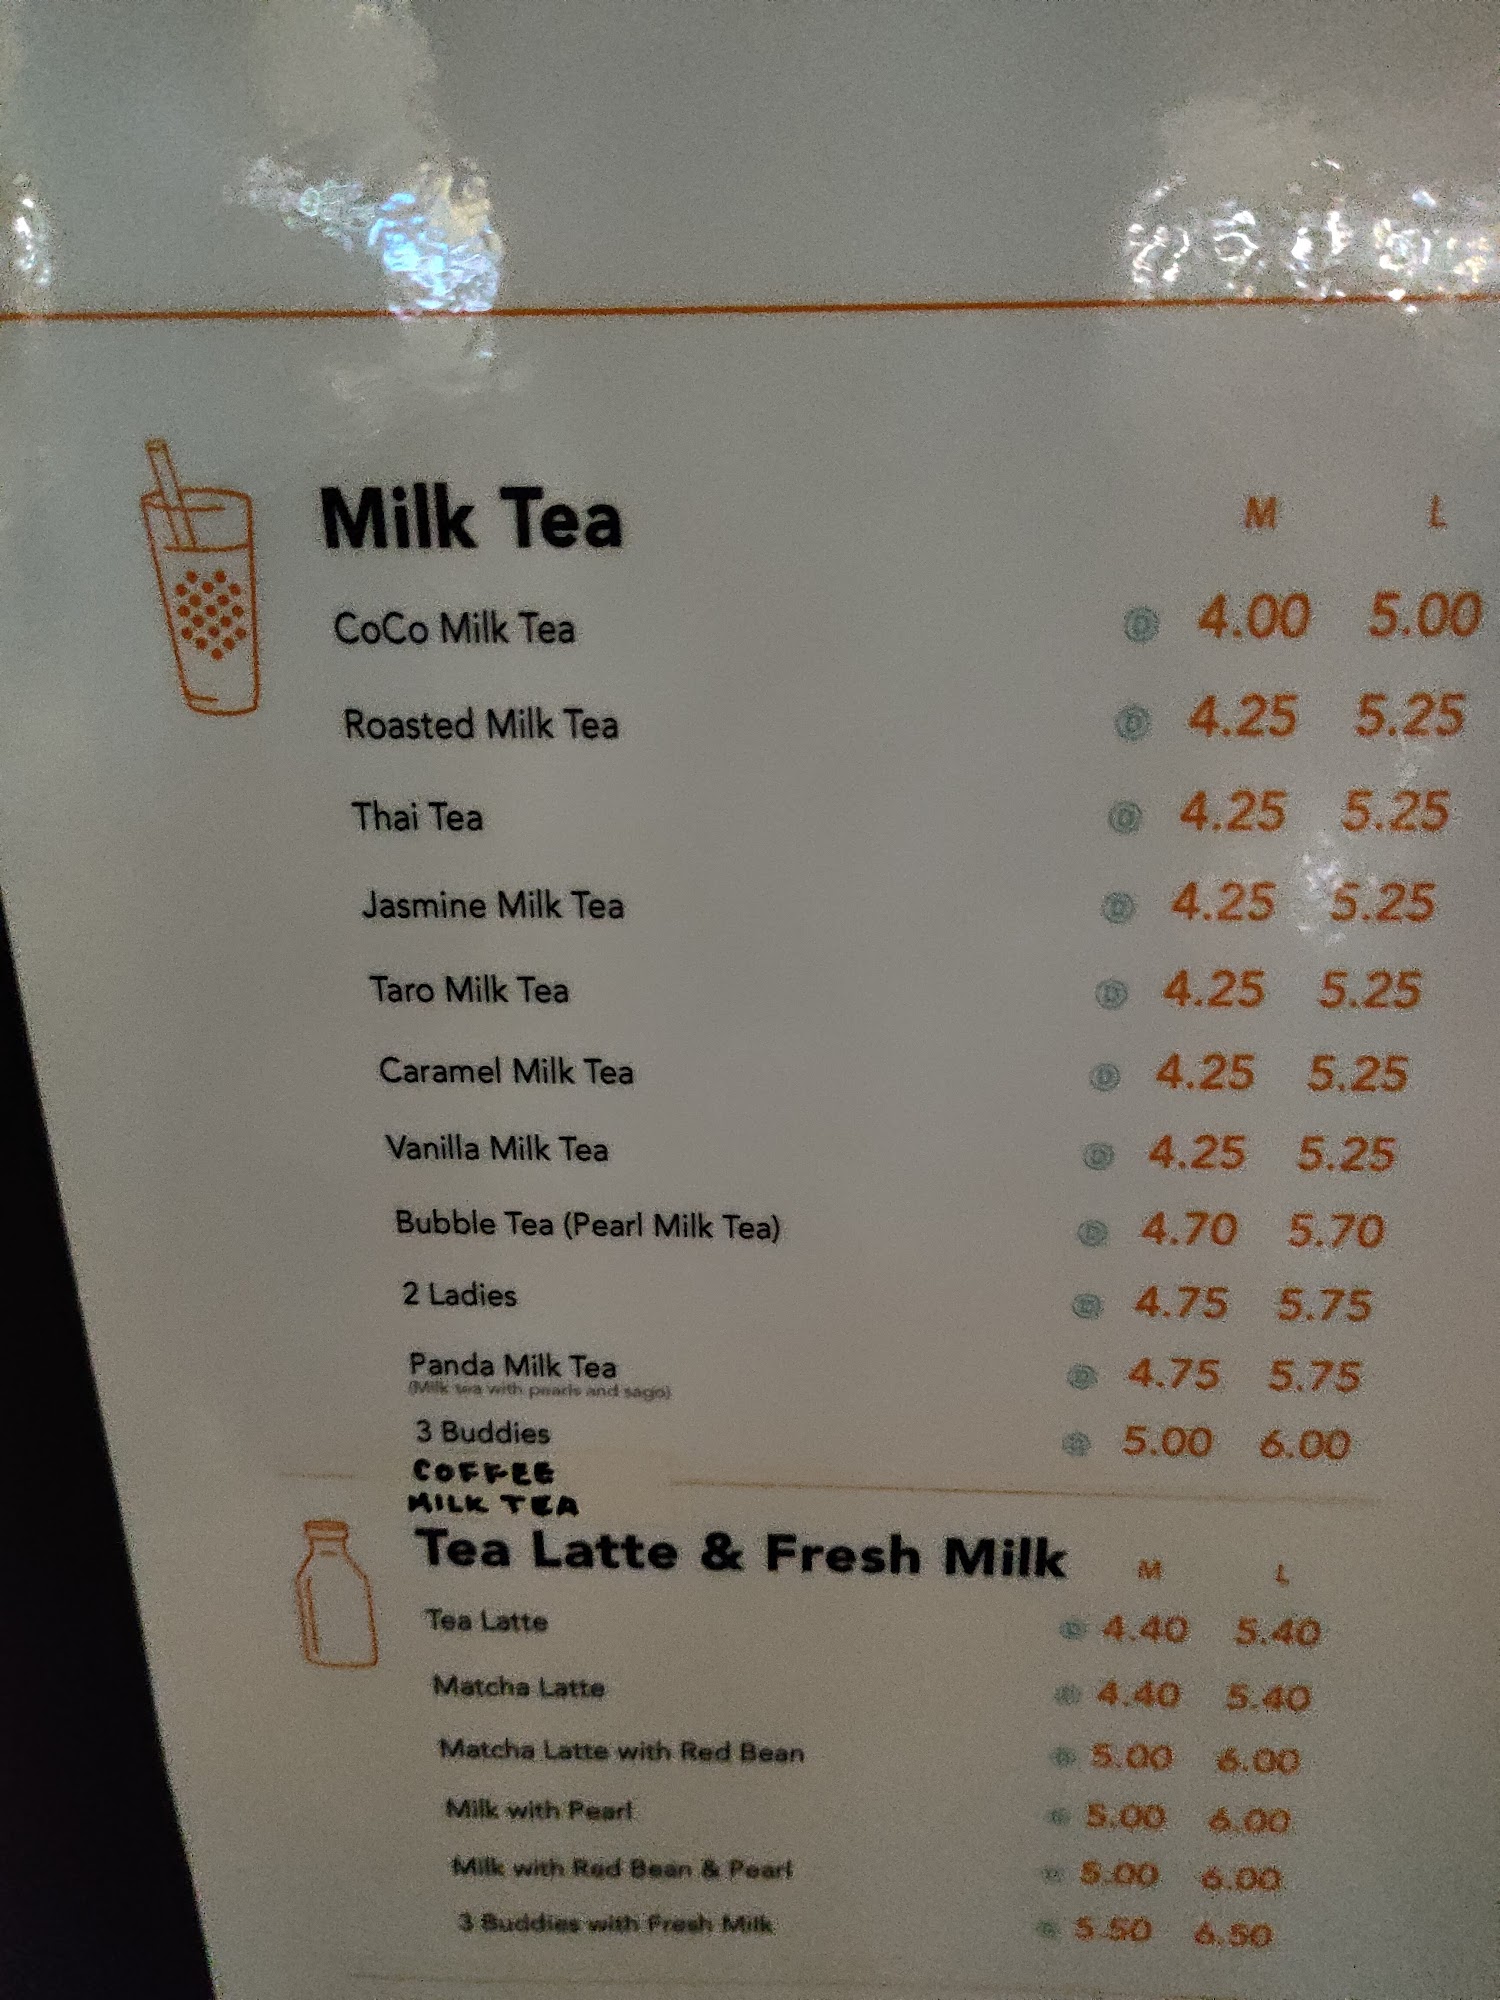 Milk Tea M L
CoCo Milk Tea D 4.00 5.00
Roasted Milk Tea D 4.25 5.25
Thai Tea D 4.25 5.25
Jasmine Milk Tea D 4.25 5.25
Taro Milk Tea D 4.25 5.25
Caramel Milk Tea D 4.25 5.25
Vanilla Milk Tea D 4.25 5.25
Bubble Tea (Pearl Milk Tea) D 4.70 5.70
2 Ladies D 4.75 5.75
Panda Milk Tea D 4.75 5.75
(Milk tea with pearls and sago)
3 Buddies D 5.00 6.00
COFFEE
MILK TEA
Tea Latte & Fresh Milk M L
Tea Latte D 4.40 5.40
Matcha Latte 4.40 5.40
Matcha Latte with Red Bean 5.00 6.00
Milk with Pearl 5.00 6.00
Milk with Red Bean & Pearl 5.00 6.00
3 Buddies with Fresh Milk 5.50 6.50